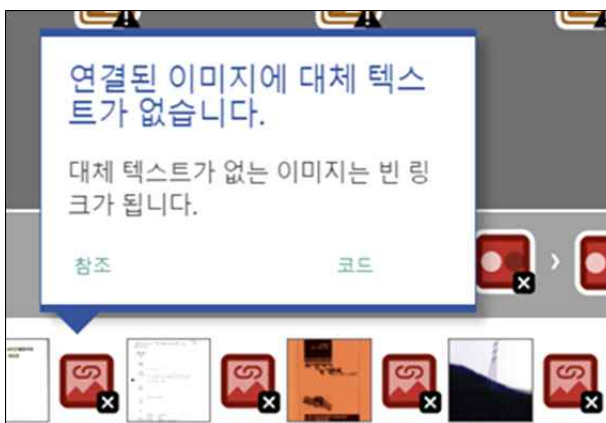 연결된 이미지에 대체 텍스
트가 없습니다.
대체 텍스트가 없는 이미지는 빈 링
크가 됩니다.
참조 코드